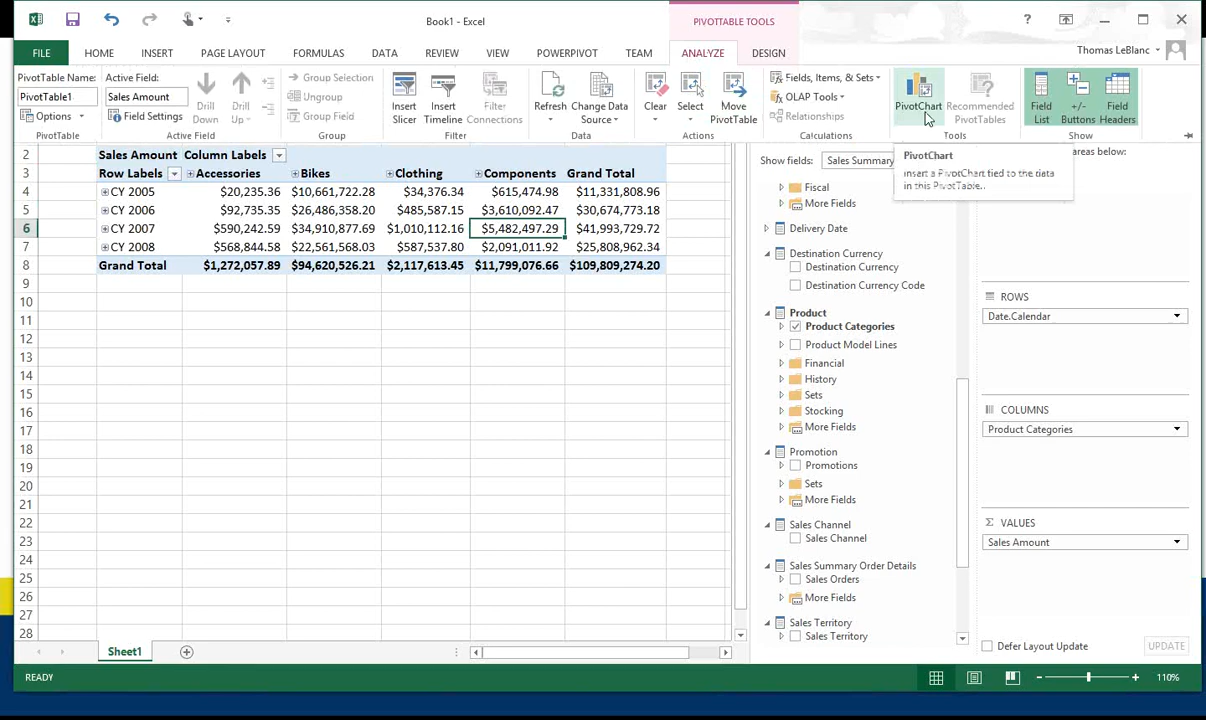 Book1 - Excel
PIVOTTABLE TOOLS
?
FILE HOME INSERT PAGE LAYOUT FORMULAS DATA REVIEW VIEW POWERPIVOT TEAM ANALYZE DESIGN
Thomas LeBlanc
PivotTable Name:
PivotTable1
Options
PivotTable
Active Field:
Sales Amount
Field Settings
Drill Down
Drill Up
Active Field
Group Selection
Ungroup
Group Field
Group
Insert Slicer
Insert Timeline
Filter Connections
Filter
Refresh
Change Data Source
Data
Clear
Select
Move PivotTable
Actions
Fields, Items, & Sets
OLAP Tools
Relationships
Calculations
PivotChart
Recommended PivotTables
Tools
Field List
+/- Buttons
Field Headers
Show
PivotChart
Insert a PivotChart tied to the data
in this PivotTable..
2 Sales Amount Column Labels
3 Row Labels Accessories Bikes Clothing Components Grand Total
4 CY 2005 $20,235.36 $10,661,722.28 $34,376.34 $615,474.98 $11,331,808.96
5 CY 2006 $92,735.35 $26,486,358.20 $485,587.15 $3,610,092.47 $30,674,773.18
6 CY 2007 $590,242.59 $34,910,877.69 $1,010,112.16 $5,482,497.29 $41,993,729.72
7 CY 2008 $568,844.58 $22,561,568.03 $587,537.80 $2,091,011.92 $25,808,962.34
8 Grand Total $1,272,057.89 $94,620,526.21 $2,117,613.45 $11,799,076.66 $109,809,274.20
9
10
11
12
13
14
15
16
17
18
19
20
21
22
23
24
25
26
27
28
Show fields: Sales Summary
areas below:
Fiscal
More Fields
Delivery Date
Destination Currency
Destination Currency
Destination Currency Code
Product
Product Categories
Product Model Lines
Financial
History
Sets
Stocking
More Fields
Promotion
Promotions
Sets
More Fields
Sales Channel
Sales Channel
Sales Summary Order Details
Sales Orders
More Fields
Sales Territory
Sales Territory
ROWS
Date.Calendar
COLUMNS
Product Categories
Σ VALUES
Sales Amount
Defer Layout Update UPDATE
Sheet1
READY
110%